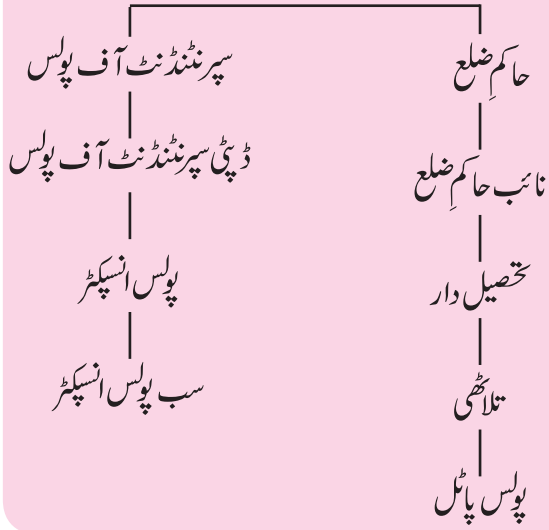 حاکمِ ضلع
نائب حاکمِ ضلع
تحصیل دار
تلاٹھی
پولس پاٹل
سپرنٹنڈنٹ آف پولس
ڈپٹی سپرنٹنڈنٹ آف پولس
پولس انسپکٹر
سب پولس انسپکٹر